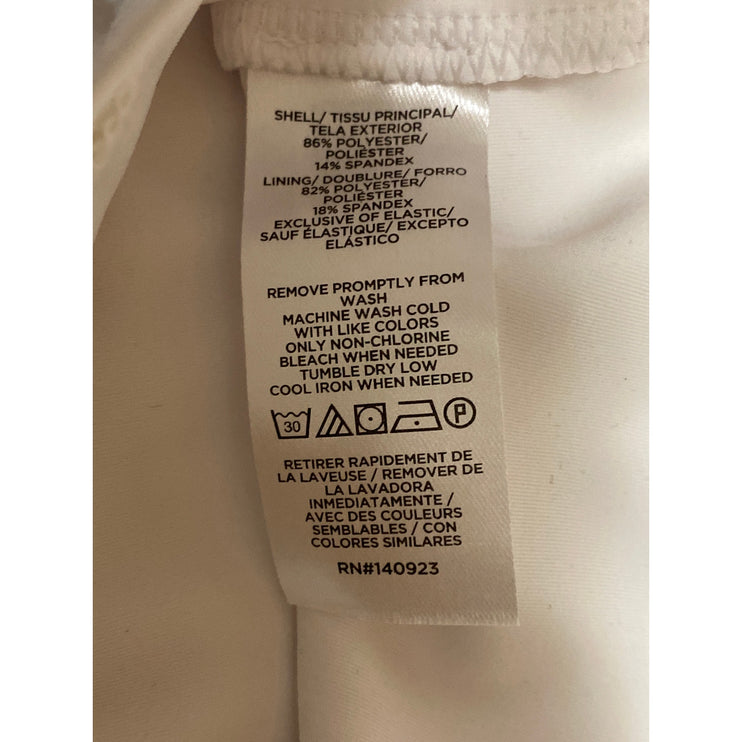 SHELL/ TISSU PRINCIPAL/
TELA EXTERIOR
86% POLYESTER/
POLIÉSTER
14% SPANDEX
LINING/ DOUBLURE/ FORRO
82% POLYESTER/
POLIÉSTER
18% SPANDEX
EXCLUSIVE OF ELASTIC/
SAUF ÉLASTIQUE/ EXCEPTO
ELÁSTICO
REMOVE PROMPTLY FROM
WASH
MACHINE WASH COLD
WITH LIKE COLORS
ONLY NON-CHLORINE
BLEACH WHEN NEEDED
TUMBLE DRY LOW
COOL IRON WHEN NEEDED
30 P
RETIRER RAPIDEMENT DE
LA LAVEUSE / REMOVER DE
LA LAVADORA
INMEDIATAMENTE /
AVEC DES COULEURS
SEMBLABLES / CON
COLORES SIMILARES
RN#140923